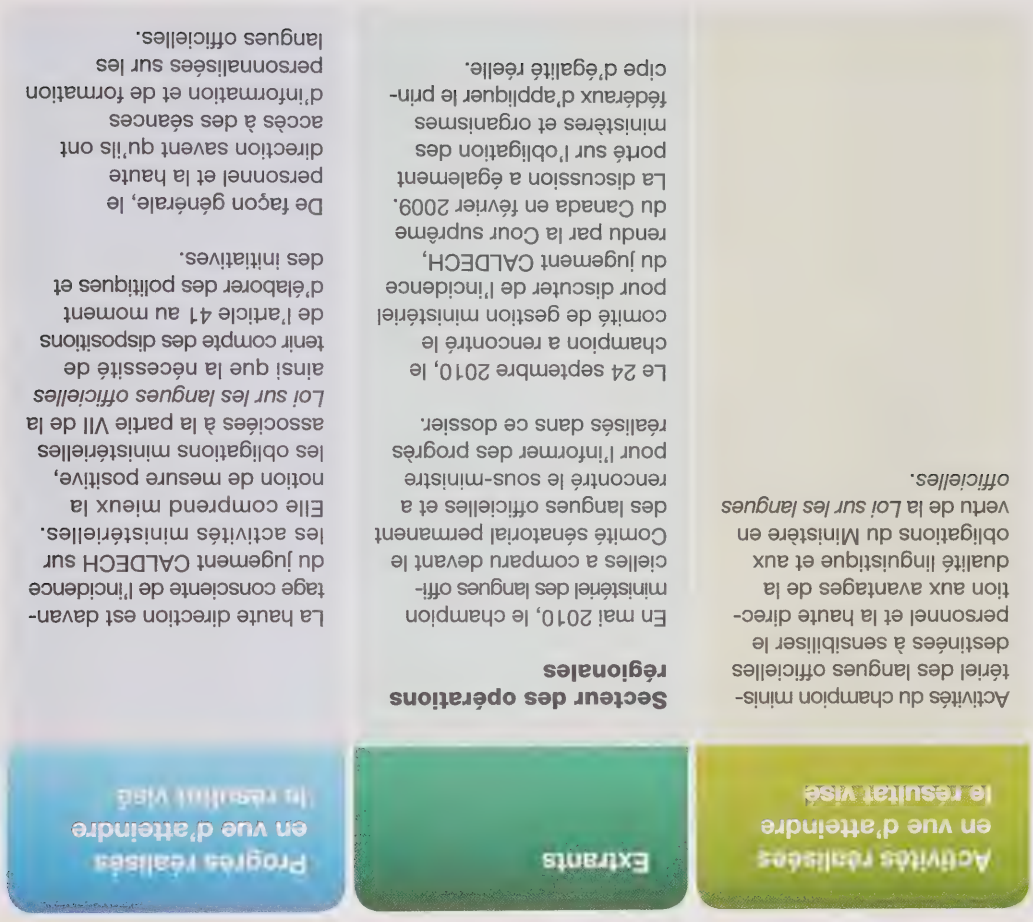 Activités réalisées
en vue d'atteindre
le résultat visé
Activités du champion minis-
tériel des langues officielles
destinées à sensibiliser le
personnel et la haute direc-
tion aux avantages de la
dualité linguistique et aux
obligations du Ministère en
vertu de la Loi sur les langues
officielles.
Extrants
Secteur des opérations
régionales
En mai 2010, le champion
ministériel des langues offi-
cielles a comparu devant le
Comité sénatorial permanent
des langues officielles et a
rencontré le sous-ministre
pour l'informer des progrès
réalisés dans ce dossier.
Le 24 septembre 2010, le
champion a rencontré le
comité de gestion ministériel
pour discuter de l'incidence
du jugement CALDECH,
rendu par la Cour suprême
du Canada en février 2009.
La discussion a également
porté sur l'obligation des
ministères et organismes
fédéraux d'appliquer le prin-
cipe d'égalité réelle.
Progrès réalisés
en vue d'atteindre
le résultat visé
La haute direction est davan-
tage consciente de l'incidence
du jugement CALDECH sur
les activités ministérielles.
Elle comprend mieux la
notion de mesure positive,
les obligations ministérielles
associées à la partie VII de la
Loi sur les langues officielles
ainsi que la nécessité de
tenir compte des dispositions
de l'article 41 au moment
d'élaborer des politiques et
des initiatives.
De façon générale, le
personnel et la haute
direction savent qu'ils ont
accès à des séances
d'information et de formation
personnalisées sur les
langues officielles.